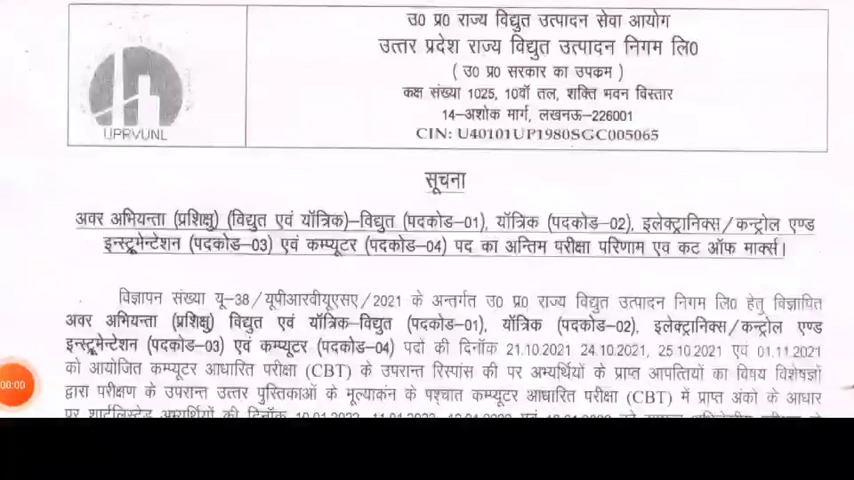 उ0 प्र0 राज्य विद्युत उत्पादन सेवा आयोग
उत्तर प्रदेश राज्य विद्युत उत्पादन निगम लि0
( उ0 प्र0 सरकार का उपक्रम )
कक्ष संख्या 1025, 10वॉ तल, शक्ति भवन विस्तार
14-अशोक मार्ग, लखनऊ-226001
CIN: U40101UP1980SGC005065
UPRVUNL
सूचना
अवर अभियन्ता (प्रशिक्षु) (विद्युत एवं यॉत्रिक)-विद्युत (पदकोड-01), यॉत्रिक (पदकोड-02), इलेक्ट्रानिक्स/कन्ट्रोल एण्ड
इन्स्ट्रूमेन्टेशन (पदकोड-03) एवं कम्प्यूटर (पदकोड-04) पद का अन्तिम परीक्षा परिणाम एव कट ऑफ मार्क्स।
विज्ञापन संख्या यू-38/यूपीआरवीयूएसए/2021 के अन्तर्गत उ0 प्र0 राज्य विद्युत उत्पादन निगम लि0 हेतु विज्ञापित
अवर अभियन्ता (प्रशिक्षु) विद्युत एवं यॉत्रिक-विद्युत (पदकोड-01), यॉत्रिक (पदकोड-02), इलेक्ट्रानिक्स/कन्ट्रोल एण्ड
इन्स्ट्रूमेन्टेशन (पदकोड-03) एवं कम्प्यूटर (पदकोड-04) पदों की दिनॉक 21.10.2021 24.10.2021, 25.10.2021 एवं 01.11.2021
को आयोजित कम्प्यूटर आधारित परीक्षा (CBT) के उपरान्त रिस्पांस की पर अभ्यर्थियों के प्राप्त आपत्तियों का विषय विशेषज्ञों
00:00
द्वारा परीक्षण के उपरान्त उत्तर पुस्तिकाओं के मूल्याकंन के पश्चात कम्प्यूटर आधारित परीक्षा (CBT) में प्राप्त अंको के आधार
पर शार्टलिस्टेड अभ्यर्थियों की दिनॉक